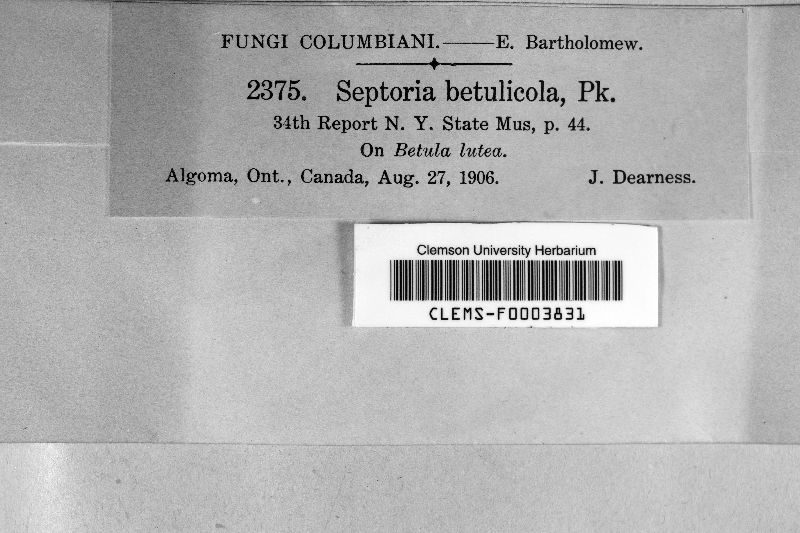 FUNGI COLUMBIANI.——E. Bartholomew.
2375. Septoria betulicola, Pk.
34th Report N. Y. State Mus, p. 44.
On Betula lutea.
Algoma, Ont., Canada, Aug. 27, 1906. J. Dearness.
Clemson University Herbarium
CLEMS-F0003831